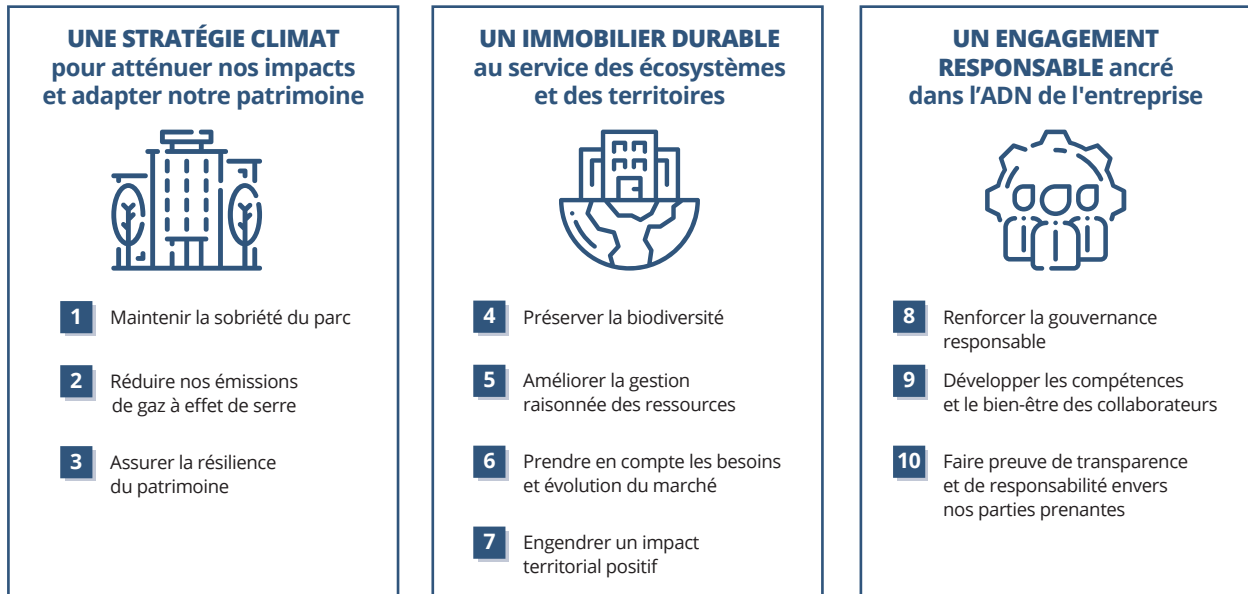 UNE STRATÉGIE CLIMAT
pour atténuer nos impacts
et adapter notre patrimoine
1 Maintenir la sobriété du parc
2 Réduire nos émissions
de gaz à effet de serre
3 Assurer la résilience
du patrimoine
UN IMMOBILIER DURABLE
au service des écosystèmes
et des territoires
4 Préserver la biodiversité
5 Améliorer la gestion
raisonnée des ressources
6 Prendre en compte les besoins
et évolution du marché
7 Engendrer un impact
territorial positif
UN ENGAGEMENT
RESPONSABLE ancré
dans l’ADN de l'entreprise
8 Renforcer la gouvernance
responsable
9 Développer les compétences
et le bien-être des collaborateurs
10 Faire preuve de transparence
et de responsabilité envers
nos parties prenantes